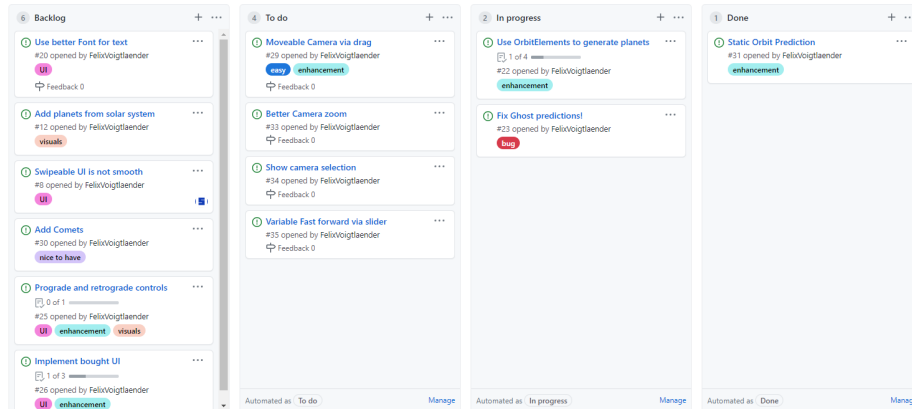 6 Backlog
Use better Font for text
#20 opened by FelixVoigtlaender
UI
Feedback 0
Add planets from solar system
#12 opened by FelixVoigtlaender
visuals
Swipeable UI is not smooth
#8 opened by FelixVoigtlaender
UI
Add Comets
#30 opened by FelixVoigtlaender
nice to have
Prograde and retrograde controls
0 of 1
#25 opened by FelixVoigtlaender
UI enhancement visuals
Implement bought UI
1 of 3
#26 opened by FelixVoigtlaender
UI enhancement
4 To do
Moveable Camera via drag
#29 opened by FelixVoigtlaender
easy enhancement
Feedback 0
Better Camera zoom
#33 opened by FelixVoigtlaender
Feedback 0
Show camera selection
#34 opened by FelixVoigtlaender
Feedback 0
Variable Fast forward via slider
#35 opened by FelixVoigtlaender
Feedback 0
Automated as To do Manage
2 In progress
Use OrbitElements to generate planets
1 of 4
#22 opened by FelixVoigtlaender
enhancement
Fix Ghost predictions!
#23 opened by FelixVoigtlaender
bug
Automated as In progress Manage
1 Done
Static Orbit Prediction
#31 opened by FelixVoigtlaender
enhancement
Automated as Done Manag